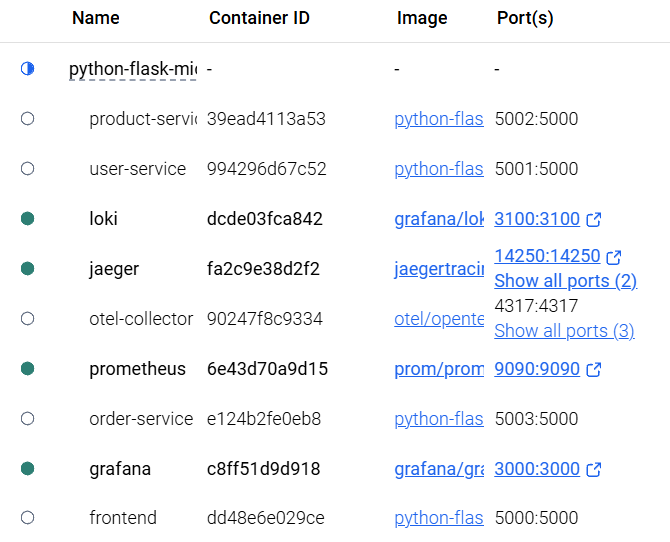 Name Container ID Image Port(s)
python-flask-mic - - -
product-servic 39ead4113a53 python-flas 5002:5000
user-service 994296d67c52 python-flas 5001:5000
loki dcde03fca842 grafana/lok 3100:3100
jaeger fa2c9e38d2f2 jaegertracin 14250:14250
Show all ports (2)
otel-collector 90247f8c9334 otel/opente 4317:4317
Show all ports (3)
prometheus 6e43d70a9d15 prom/prom 9090:9090
order-service e124b2fe0eb8 python-flas 5003:5000
grafana c8ff51d9d918 grafana/gra 3000:3000
frontend dd48e6e029ce python-flas 5000:5000